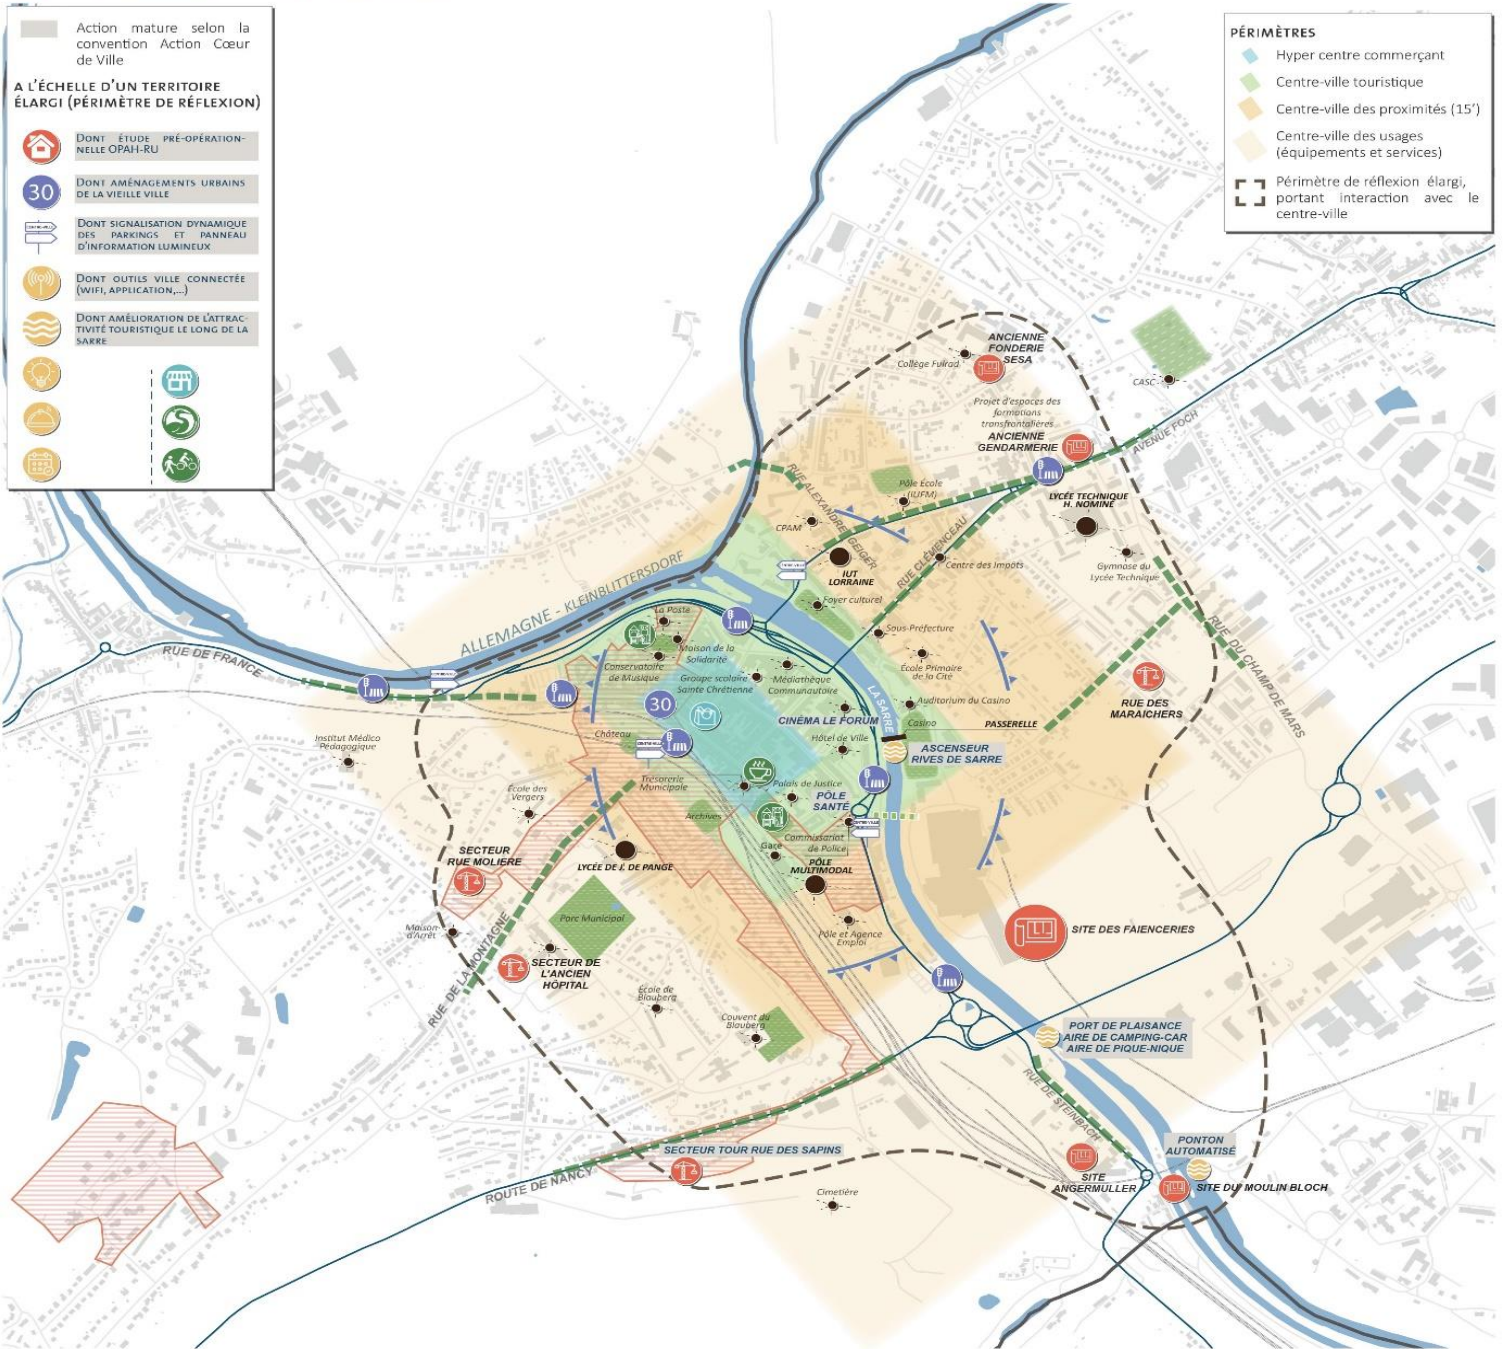 Action mature selon la
convention Action Cœur
de Ville
A L'ÉCHELLE D'UN TERRITOIRE
ÉLARGI (PÉRIMÈTRE DE RÉFLEXION)
DONT ÉTUDE PRÉ-OPÉRATION-
NELLE OPAH-RU
30
DONT AMÉNAGEMENTS URBAINS
DE LA VIEILLE VILLE
DONT SIGNALISATION DYNAMIQUE
DES PARKINGS ET PANNEAU
D'INFORMATION LUMINEUX
DONT OUTILS VILLE CONNECTÉE
(WIFI, APPLICATION,...)
DONT AMÉLIORATION DE L'ATTRAC-
TIVITÉ TOURISTIQUE LE LONG DE LA
SARRE
PÉRIMÈTRES
Hyper centre commerçant
Centre-ville touristique
Centre-ville des proximités (15')
Centre-ville des usages
(équipements et services)
Périmètre de réflexion élargi,
portant interaction avec le
centre-ville
ANCIENNE
FONDERIE
SESA
Collège Fulrad
CASC
Projet d'espaces des
formations
transfrontalières
ANCIENNE
GENDARMERIE
AVENUE FOCH
RUE ALEXANDRE GEIGER
Pôle École
(IUFM)
LYCÉE TECHNIQUE
H. NOMINÉ
CPAM
RUE CLÉMENCEAU
IUT
LORRAINE
Centre des Impôts
Gymnase du
Lycée Technique
ALLEMAGNE - KLEINBLITTERSDORF
Foyer culturel
La Poste
Sous-Préfecture
RUE DU CHAMP DE MARS
RUE DE FRANCE
Maison de la
Solidarité
Conservatoire
de Musique
Groupe scolaire
Sainte Chrétienne
Médiathèque
Communautaire
École Primaire
de la Cité
LA SARRE
30
Auditorium du Casino
RUE DES
MARAICHERS
CINÉMA LE FORUM
Casino
PASSERELLE
Château
Hôtel de Ville
Institut Médico
Pédagogique
ASCENSEUR
RIVES DE SARRE
Trésorerie
Municipale
Palais de Justice
École des
Vergers
PÔLE
SANTÉ
Archives
Commissariat
de Police
Gare
SECTEUR
RUE MOLIERE
LYCÉE DE J. DE PANGE
PÔLE
MULTIMODAL
Parc Municipal
Maison
d'Arrêt
Pôle et Agence
Emploi
SITE DES FAIENCERIES
RUE DE LA MONTAGNE
SECTEUR DE
L'ANCIEN
HÔPITAL
École de
Blauberg
Couvent du
Blauberg
PORT DE PLAISANCE
AIRE DE CAMPING-CAR
AIRE DE PIQUE-NIQUE
RUE DE STEINBACH
SECTEUR TOUR RUE DES SAPINS
PONTON
AUTOMATISÉ
ROUTE DE NANCY
SITE
ANGERMULLER
SITE DU MOULIN BLOCH
Cimetière